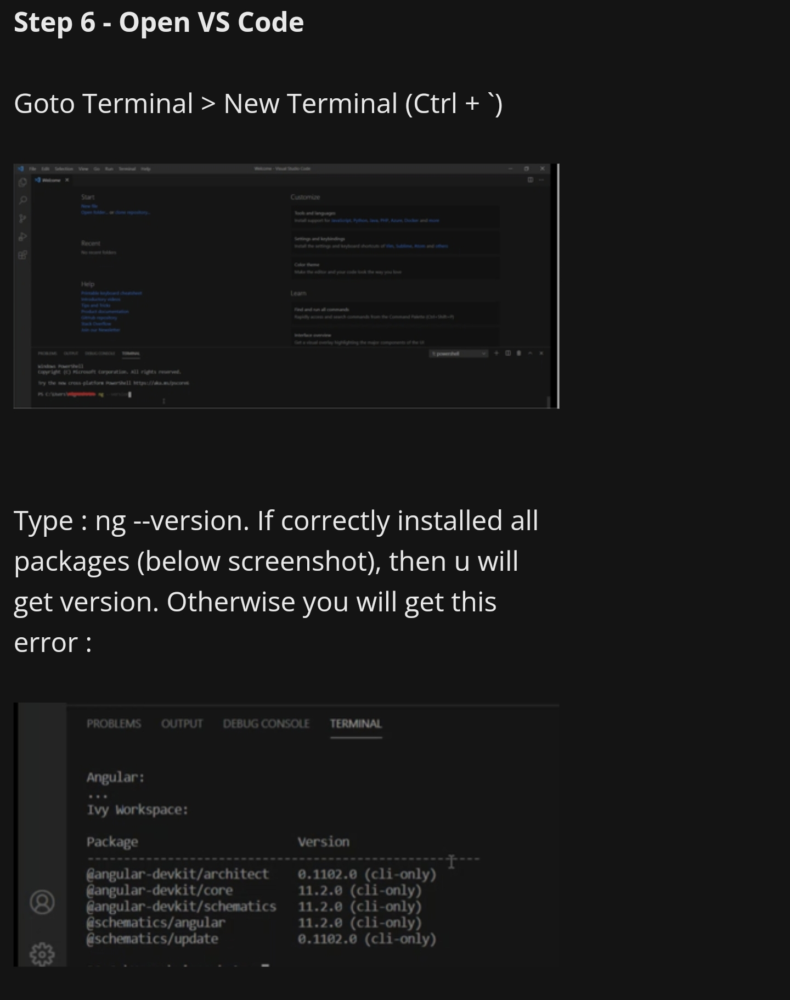 Step 6 - Open VS Code
Goto Terminal > New Terminal (Ctrl + `)
File Edit Selection View Go Run Terminal Help Welcome - Visual Studio Code
Welcome
Start
New file
Open folder... or clone repository...
Recent
No recent folders
Help
Printable keyboard cheatsheet
Introductory videos
Tips and Tricks
Product documentation
GitHub repository
Stack Overflow
Join our Newsletter
Customize
Tools and languages
Install support for JavaScript, Python, Java, PHP, Azure, Docker and more
Settings and keybindings
Install the settings and keyboard shortcuts of Vim, Sublime, Atom and others
Color theme
Make the editor and your code look the way you love
Learn
Find and run all commands
Rapidly access and search commands from the Command Palette (Ctrl+Shift+P)
Interface overview
Get a visual overlay highlighting the major components of the UI
PROBLEMS OUTPUT DEBUG CONSOLE TERMINAL
1: powershell
Windows PowerShell
Copyright (C) Microsoft Corporation. All rights reserved.
Try the new cross-platform PowerShell https://aka.ms/pscore6
PS C:\Users\ ng --version
Type : ng --version. If correctly installed all
packages (below screenshot), then u will
get version. Otherwise you will get this
error :
PROBLEMS OUTPUT DEBUG CONSOLE TERMINAL
Angular:
...
Ivy Workspace:
Package Version
------------------------------------------------------
@angular-devkit/architect 0.1102.0 (cli-only)
@angular-devkit/core 11.2.0 (cli-only)
@angular-devkit/schematics 11.2.0 (cli-only)
@schematics/angular 11.2.0 (cli-only)
@schematics/update 0.1102.0 (cli-only)